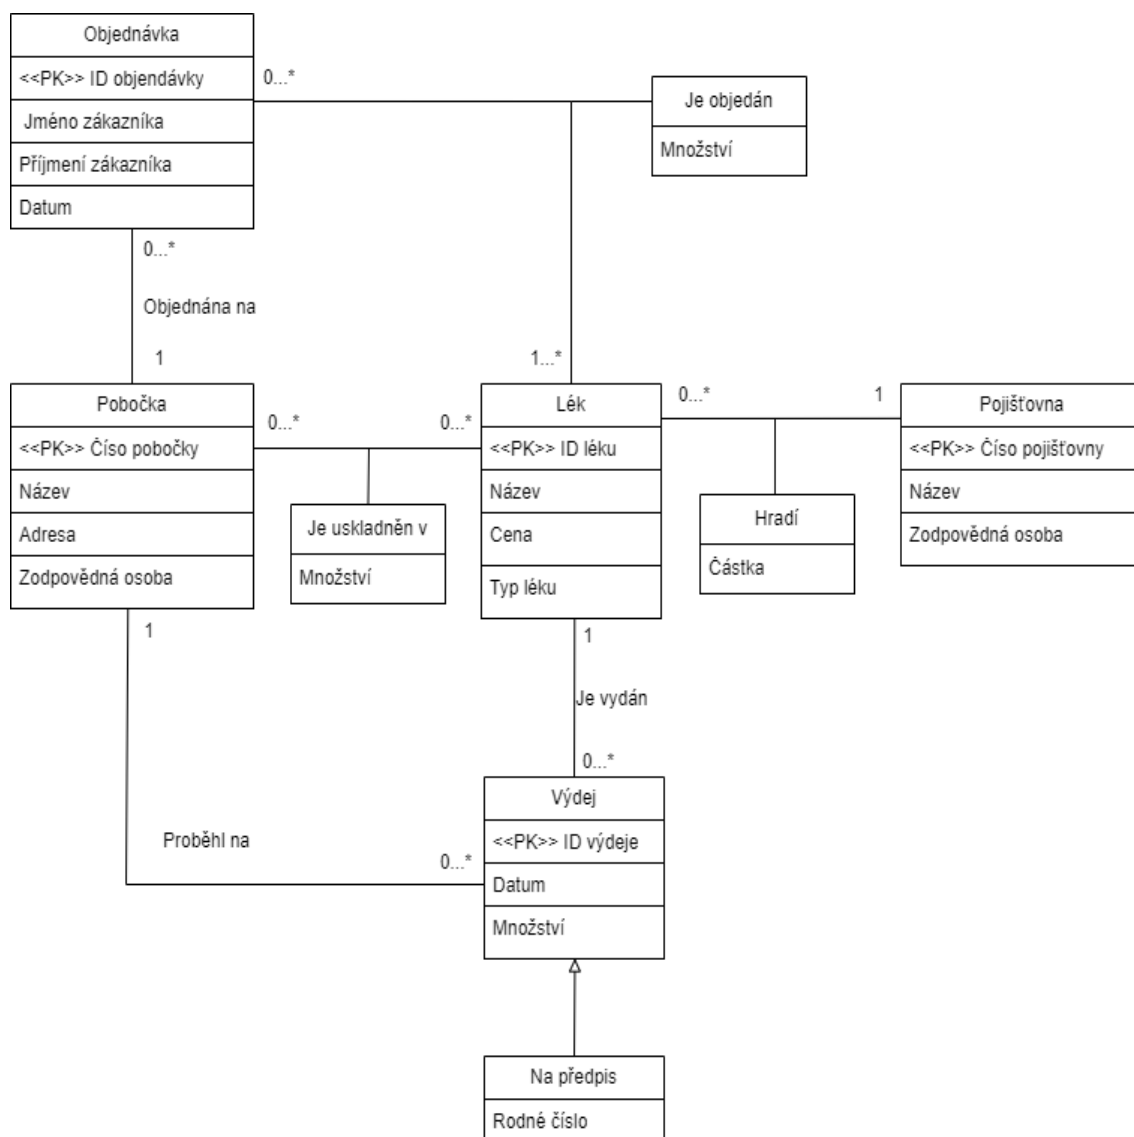 Objednávka
<<PK>> ID objendávky
Jméno zákazníka
Příjmení zákazníka
Datum
0...*
Je objedán
Množství
0...*
Objednána na
1
1...*
Pobočka
<<PK>> Číso pobočky
Název
Adresa
Zodpovědná osoba
0...*
0...*
Je uskladněn v
Množství
Lék
<<PK>> ID léku
Název
Cena
Typ léku
0...*
1
Hradí
Částka
Pojišťovna
<<PK>> Číso pojišťovny
Název
Zodpovědná osoba
1
1
Je vydán
0...*
Proběhl na
0...*
Výdej
<<PK>> ID výdeje
Datum
Množství
Na předpis
Rodné číslo